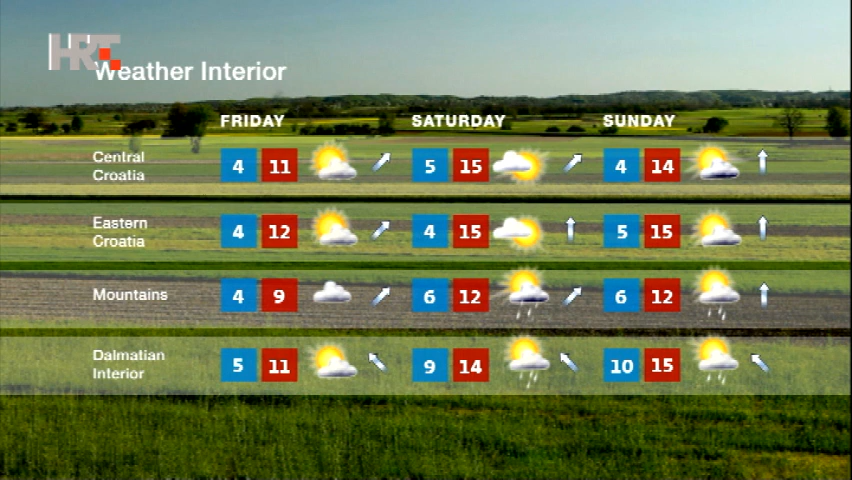 HRT
Weather Interior
FRIDAY SATURDAY SUNDAY
Central
Croatia
4 11 5 15 4 14
Eastern
Croatia
4 12 4 15 5 15
Mountains
4 9 6 12 6 12
Dalmatian
Interior
5 11 9 14 10 15